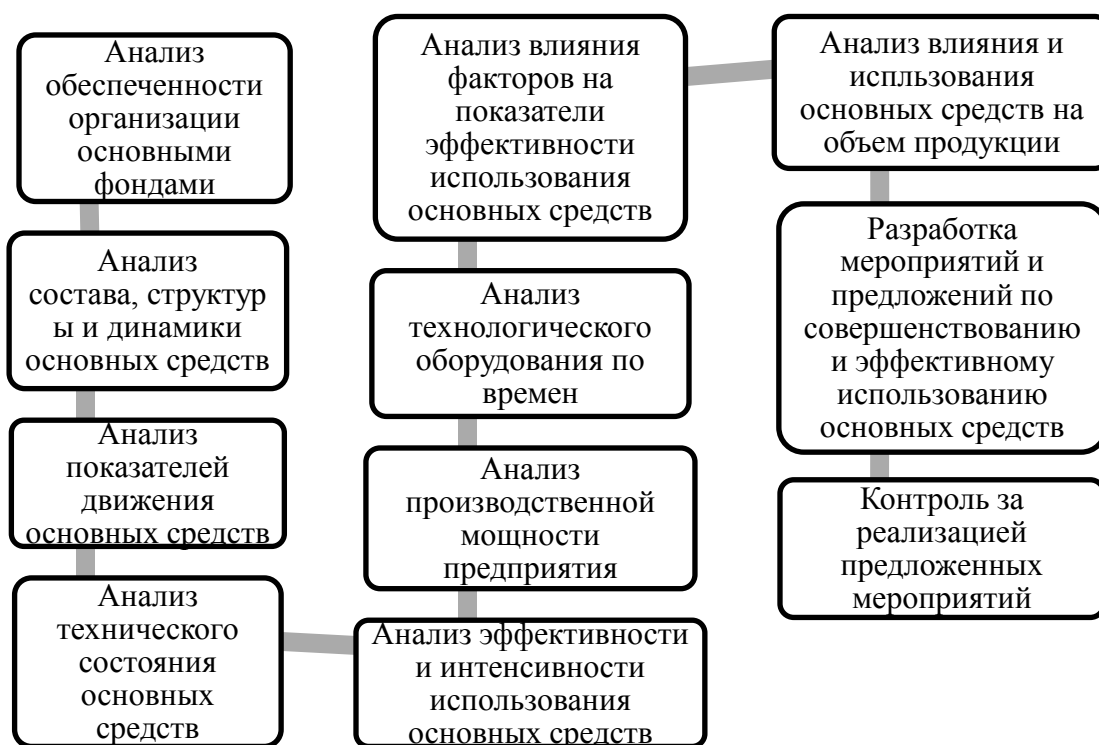 Анализ
обеспеченности
организации
основными
фондами
Анализ
состава, структур
ы и динамики
основных средств
Анализ
показателей
движения
основных средств
Анализ
технического
состояния
основных
средств
Анализ эффективности
и интенсивности
использования
основных средств
Анализ
производственной
мощности
предприятия
Анализ
технологического
оборудования по
времен
Анализ влияния
факторов на
показатели
эффективности
использования
основных средств
Анализ влияния и
испльзования
основных средств на
объем продукции
Разработка
мероприятий и
предложений по
совершенствованию
и эффективному
использованию
основных средств
Контроль за
реализацией
предложенных
мероприятий